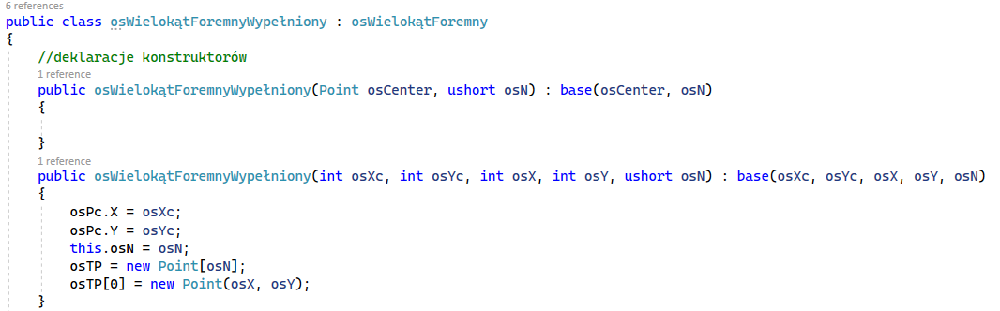 6 references
public class osWielokątForemnyWypełniony : osWielokątForemny
{
//deklaracje konstruktorów
1 reference
public osWielokątForemnyWypełniony(Point osCenter, ushort osN) : base(osCenter, osN)
{
}
1 reference
public osWielokątForemnyWypełniony(int osXc, int osYc, int osX, int osY, ushort osN) : base(osXc, osYc, osX, osY, osN)
{
osPc.X = osXc;
osPc.Y = osYc;
this.osN = osN;
osTP = new Point[osN];
osTP[0] = new Point(osX, osY);
}